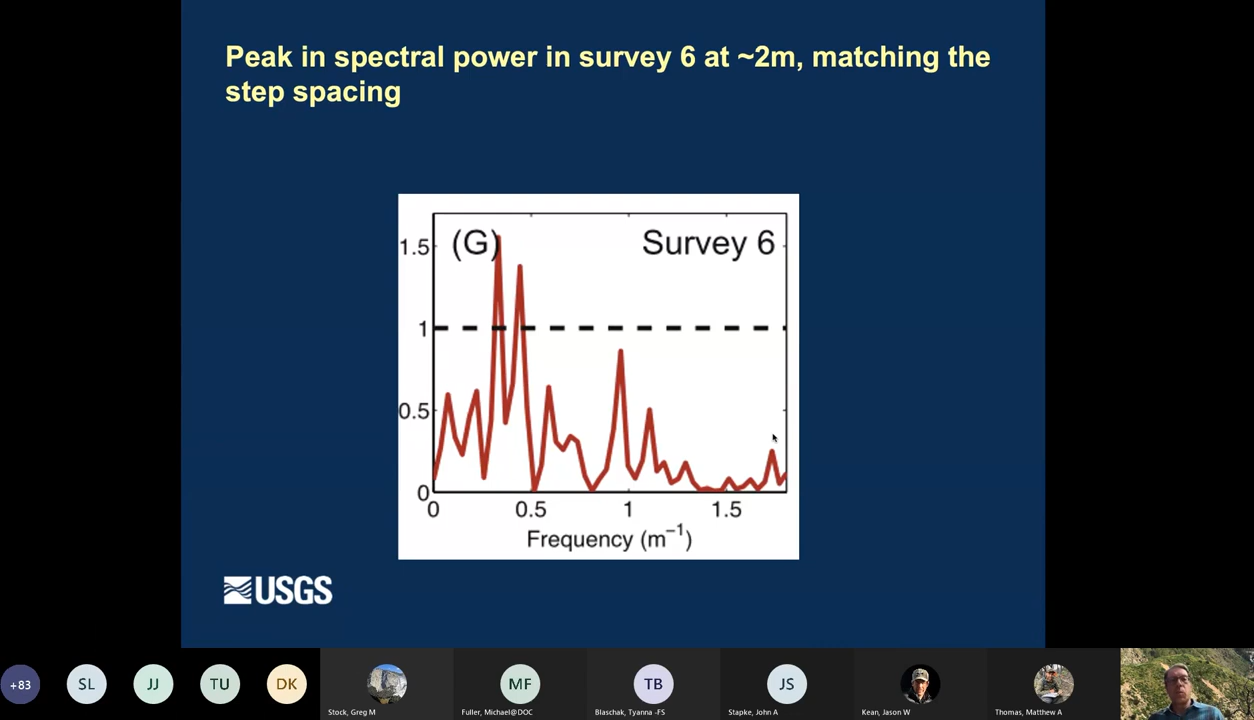 Peak in spectral power in survey 6 at ~2m, matching the
step spacing
(G)
Survey 6
1.5
1
0.5
0
0
0.5
1
1.5
Frequency (m⁻¹)
USGS
+83
SL
JJ
TU
DK
Stock, Greg M
MF
Fuller, Michael@DOC
TB
Blaschak, Tyanna -FS
JS
Stapke, John A
Kean, Jason W
Thomas, Matthew A